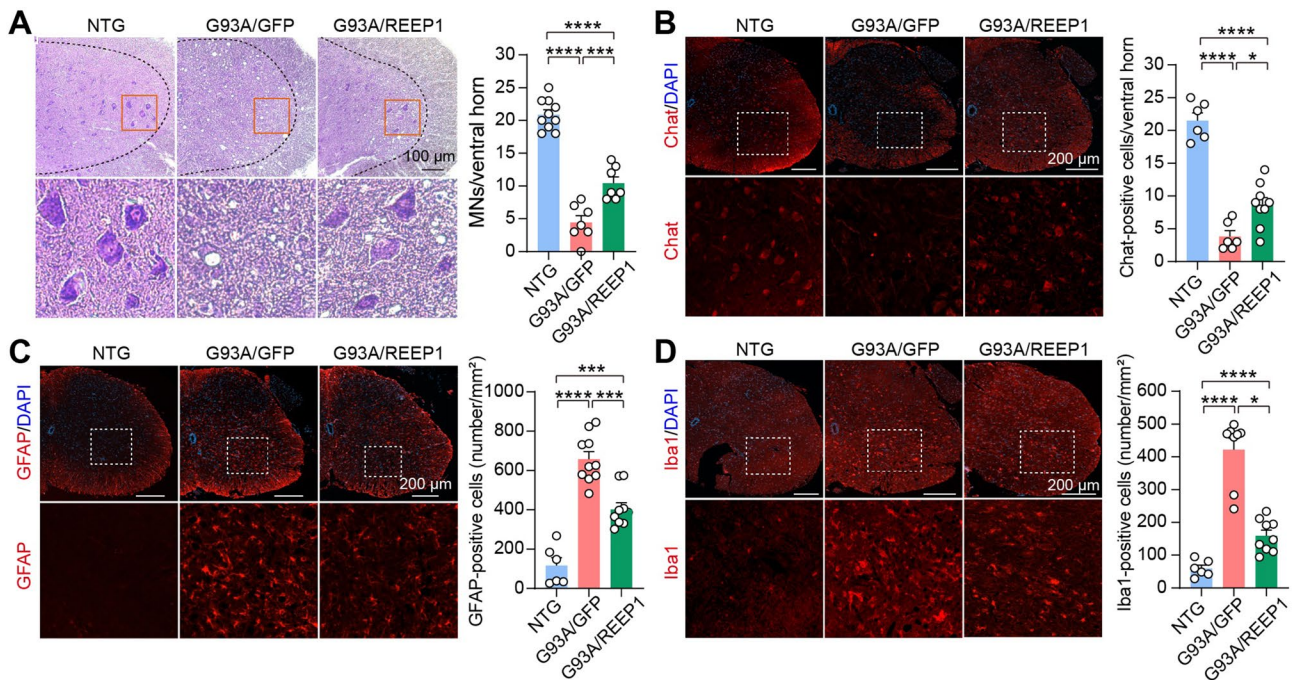 A
NTG
G93A/GFP
G93A/REEP1
100 µm
MNs/ventral horn
30
25
20
15
10
5
0
****
**** ***
NTG
G93A/GFP
G93A/REEP1
B
NTG
G93A/GFP
G93A/REEP1
Chat/DAPI
200 µm
Chat
Chat-positive cells/ventral horn
30
25
20
15
10
5
0
****
**** *
NTG
G93A/GFP
G93A/REEP1
C
NTG
G93A/GFP
G93A/REEP1
GFAP/DAPI
200 µm
GFAP
GFAP-positive cells (number/mm²)
1000
800
600
400
200
0
***
**** ***
NTG
G93A/GFP
G93A/REEP1
D
NTG
G93A/GFP
G93A/REEP1
Iba1/DAPI
200 µm
Iba1
Iba1-positive cells (number/mm²)
600
500
400
300
200
100
0
****
**** *
NTG
G93A/GFP
G93A/REEP1